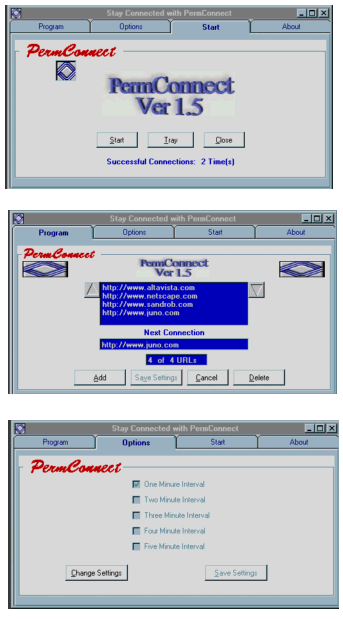 Stay Connected with PermConnect
Program Options Start About
PermConnect
PermConnect
Ver 1.5
Start Tray Close
Successful Connections: 2 Time(s)
Stay Connected with PermConnect
Program Options Start About
PermConnect
PermConnect
Ver 1.5
http://www.altavista.com
http://www.netscape.com
http://www.sandrob.com
http://www.juno.com
Next Connection
http://www.juno.com
4 of 4 URLs
Add Save Settings Cancel Delete
Stay Connected with PermConnect
Program Options Start About
PermConnect
One Minure Interval
Two Minute Interval
Three Minute Interval
Four Minute Interval
Five Minute Interval
Change Settings Save Settings